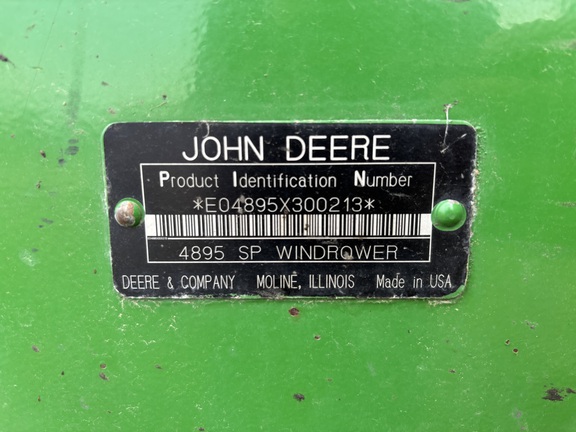 JOHN DEERE
Product Identification Number
*E04895X300213*
4895 SP WINDROWER
DEERE & COMPANY MOLINE, ILLINOIS Made in USA